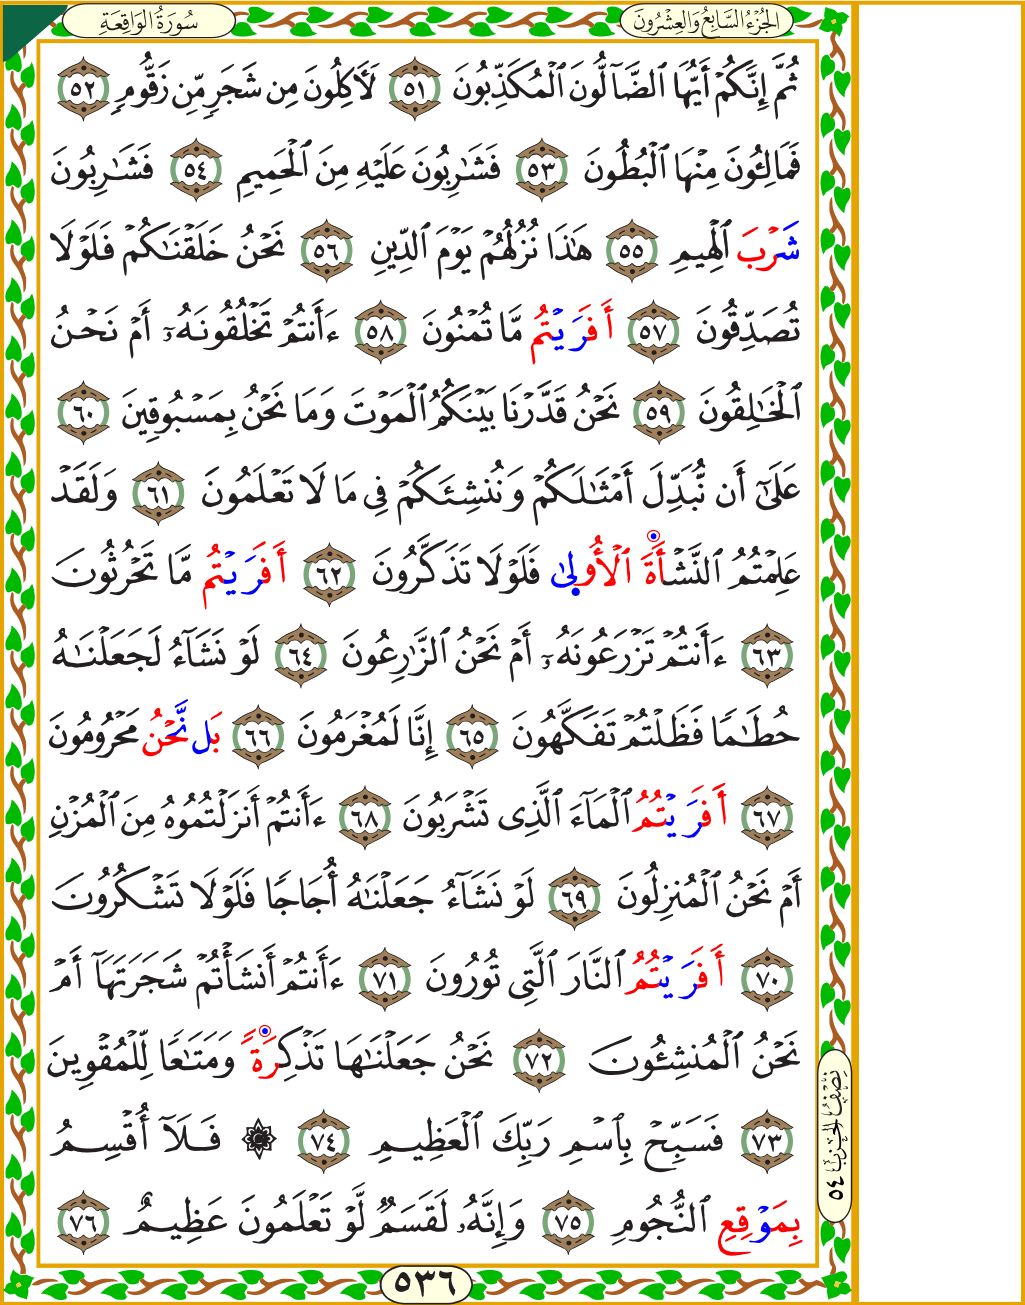 سُورَةُ الوَاقِعَةِ
الجُزْءُ السَّابِعُ وَالعِشْرُونَ
ثُمَّ إِنَّكُمْ أَيُّهَا ٱلضَّآلُّونَ ٱلْمُكَذِّبُونَ ٥١ لَأَكِلُونَ مِن شَجَرٍ مِّن زَقُّومٍ ٥٢
فَمَالِـُٔونَ مِنْهَا ٱلْبُطُونَ ٥٣ فَشَـٰرِبُونَ عَلَيْهِ مِنَ ٱلْحَمِيمِ ٥٤ فَشَـٰرِبُونَ
شَرْبَ ٱلْهِيمِ ٥٥ هَـٰذَا نُزُلُهُمْ يَوْمَ ٱلدِّينِ ٥٦ نَحْنُ خَلَقْنَـٰكُمْ فَلَوْلَا
تُصَدِّقُونَ ٥٧ أَفَرَيْتُم مَّا تُمْنُونَ ٥٨ ءَأَنتُمْ تَخْلُقُونَهُۥٓ أَمْ نَحْنُ
ٱلْخَـٰلِقُونَ ٥٩ نَحْنُ قَدَّرْنَا بَيْنَكُمُ ٱلْمَوْتَ وَمَا نَحْنُ بِمَسْبُوقِينَ ٦٠
عَلَىٰٓ أَن نُّبَدِّلَ أَمْثَـٰلَكُمْ وَنُنشِئَكُمْ فِي مَا لَا تَعْلَمُونَ ٦١ وَلَقَدْ
عَلِمْتُمُ ٱلنَّشْأَةَ ٱلْأُولَىٰ فَلَوْلَا تَذَكَّرُونَ ٦٢ أَفَرَيْتُم مَّا تَحْرُثُونَ
٦٣ ءَأَنتُمْ تَزْرَعُونَهُۥٓ أَمْ نَحْنُ ٱلزَّٰرِعُونَ ٦٤ لَوْ نَشَآءُ لَجَعَلْنَـٰهُ
حُطَـٰمًا فَظَلْتُمْ تَفَكَّهُونَ ٦٥ إِنَّا لَمُغْرَمُونَ ٦٦ بَل نَّحْنُ مَحْرُومُونَ
٦٧ أَفَرَيْتُمُ ٱلْمَآءَ ٱلَّذِي تَشْرَبُونَ ٦٨ ءَأَنتُمْ أَنزَلْتُمُوهُ مِنَ ٱلْمُزْنِ
أَمْ نَحْنُ ٱلْمُنزِلُونَ ٦٩ لَوْ نَشَآءُ جَعَلْنَـٰهُ أُجَاجًا فَلَوْلَا تَشْكُرُونَ
٧٠ أَفَرَيْتُمُ ٱلنَّارَ ٱلَّتِي تُورُونَ ٧١ ءَأَنتُمْ أَنشَأْتُمْ شَجَرَتَهَآ أَمْ
نَحْنُ ٱلْمُنشِـُٔونَ ٧٢ نَحْنُ جَعَلْنَـٰهَا تَذْكِرَةً وَمَتَـٰعًا لِّلْمُقْوِينَ
٧٣ فَسَبِّحْ بِٱسْمِ رَبِّكَ ٱلْعَظِيمِ ٧٤ ۞ فَلَآ أُقْسِمُ
بِمَوْقِعِ ٱلنُّجُومِ ٧٥ وَإِنَّهُۥ لَقَسَمٌ لَّوْ تَعْلَمُونَ عَظِيمٌ ٧٦
نِصْفُ الحِزْبِ ٥٤
٥٣٦